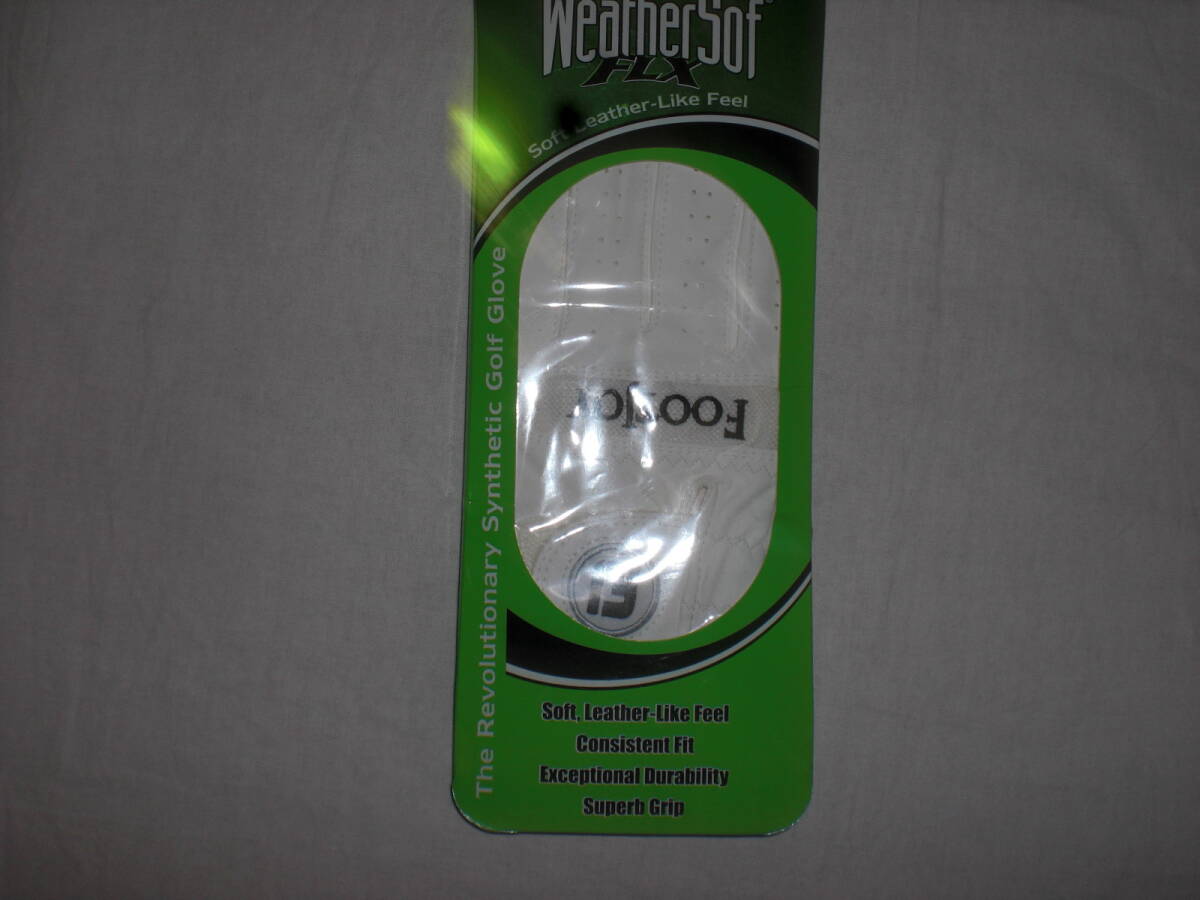 WeatherSof®
FLX
Soft Leather-Like Feel
The Revolutionary Synthetic Golf Glove
FootJoy
FJ
Soft, Leather-Like Feel
Consistent Fit
Exceptional Durability
Superb Grip